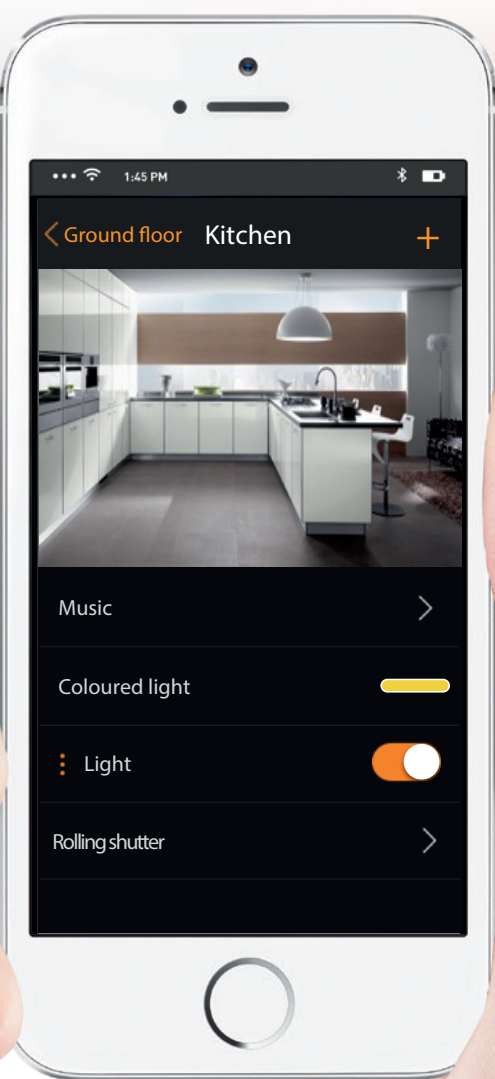 1:45 PM
Ground floor Kitchen +
Music
Coloured light
Light
Rolling shutter